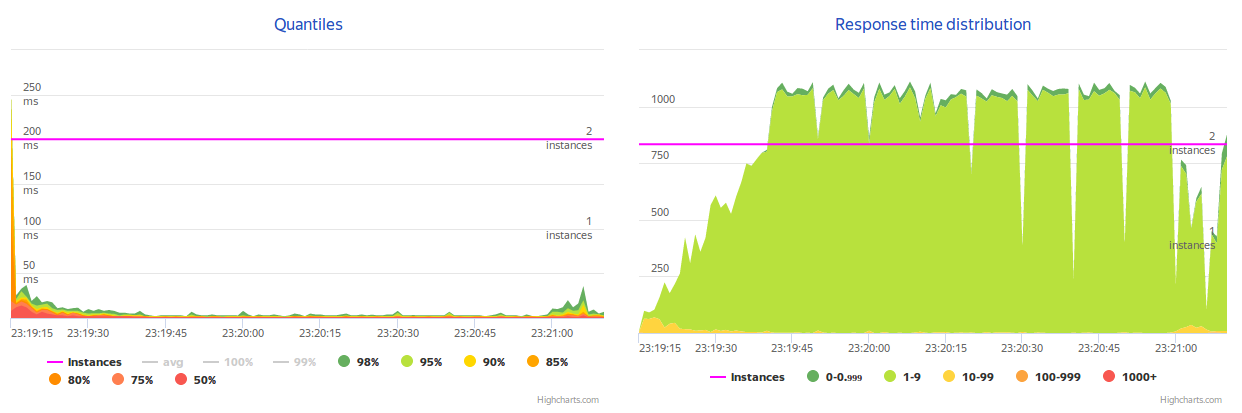 Quantiles
250
ms
200
ms
150
ms
100
ms
50
ms
2
instances
1
instances
23:19:15 23:19:30 23:19:45 23:20:00 23:20:15 23:20:30 23:20:45 23:21:00
Instances avg 100% 99% 98% 95% 90% 85%
80% 75% 50%
Highcharts.com
Response time distribution
1000
750
500
250
2
instances
1
instances
23:19:15 23:19:30 23:19:45 23:20:00 23:20:15 23:20:30 23:20:45 23:21:00
Instances 0-0.999 1-9 10-99 100-999 1000+
Highcharts.com